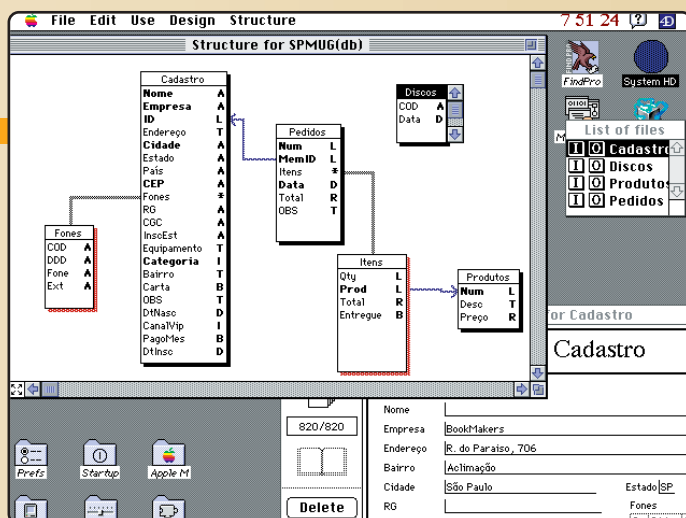 File Edit Use Design Structure
7 51 24
Structure for SPMUG(db)
Cadastro
Nome A
Empresa A
ID L
Endereço T
Cidade A
Estado A
País A
CEP A
Fones *
RG A
CGC A
InscEst A
Equipamento T
Categoria I
Bairro T
Carta B
OBS T
DtNasc D
CanalVip I
PagoMes B
DtInsc D
Fones
COD A
DDD A
Fone A
Ext A
Pedidos
Num L
MemID L
Itens *
Data D
Total R
OBS T
Discos
COD A
Data D
Itens
Qty L
Prod L
Total R
Entregue B
Produtos
Num L
Desc T
Preço R
FindPro
System HD
List of files
I O Cadastro
I O Discos
I O Produtos
I O Pedidos
for Cadastro
Cadastro
820/820
Delete
Nome
Empresa BookMakers
Endereço R. do Paraiso, 706
Bairro Aclimação
Cidade São Paulo Estado SP
RG Fones
Prefs
Startup
Apple M